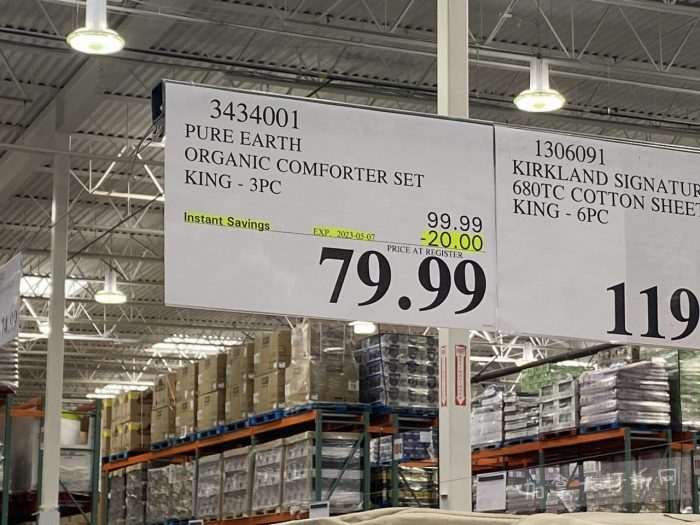 3434001
PURE EARTH
ORGANIC COMFORTER SET
KING - 3PC
99.99
Instant Savings EXP. 2023-05-07 -20.00
PRICE AT REGISTER
79.99
1306091
KIRKLAND SIGNATUR
680TC COTTON SHEET
KING - 6PC
119